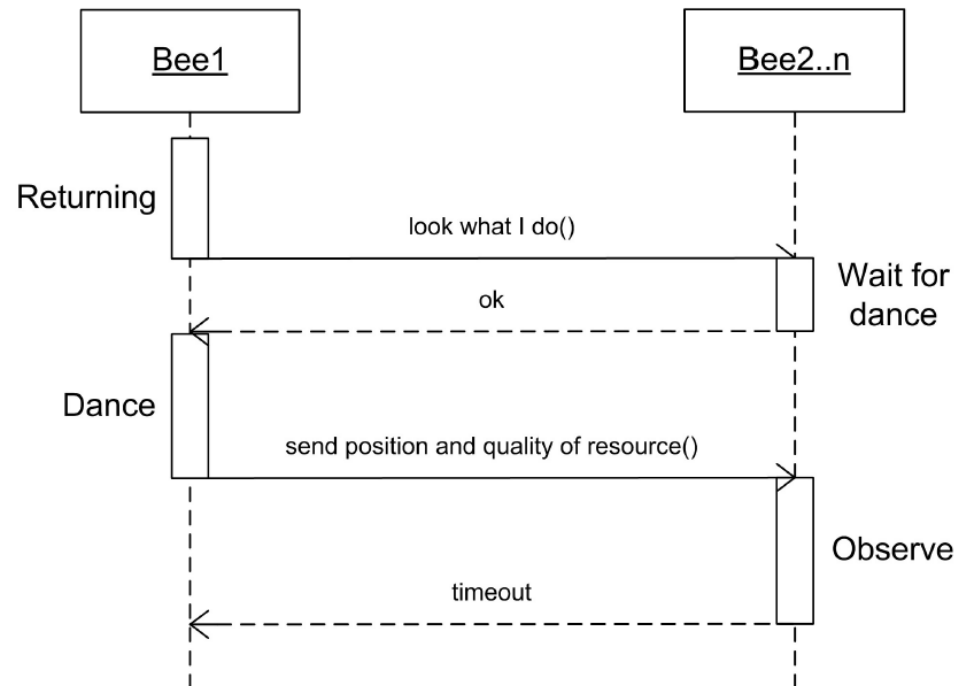 Bee1
Bee2..n
Returning
look what I do()
Wait for
dance
ok
Dance
send position and quality of resource()
Observe
timeout